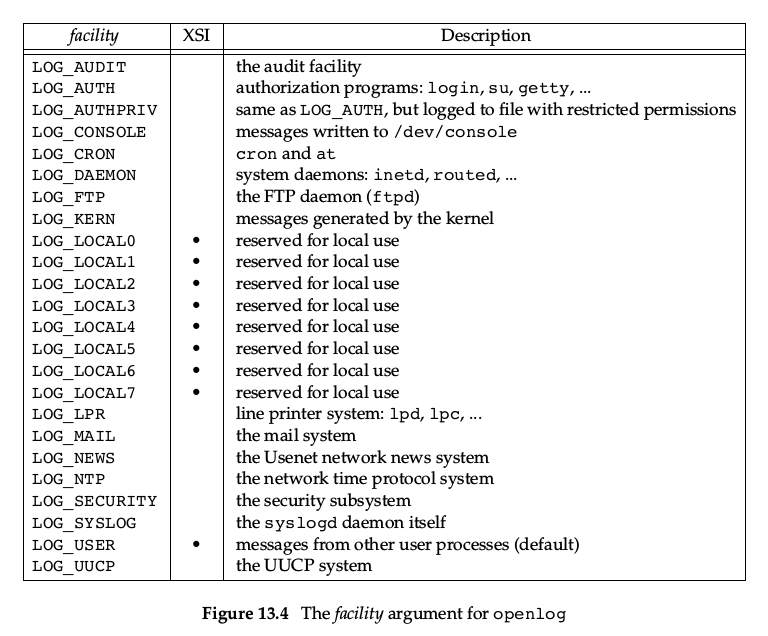 facility XSI Description
LOG_AUDIT the audit facility
LOG_AUTH authorization programs: login, su, getty, ...
LOG_AUTHPRIV same as LOG_AUTH, but logged to file with restricted permissions
LOG_CONSOLE messages written to /dev/console
LOG_CRON cron and at
LOG_DAEMON system daemons: inetd, routed, ...
LOG_FTP the FTP daemon (ftpd)
LOG_KERN messages generated by the kernel
LOG_LOCAL0 • reserved for local use
LOG_LOCAL1 • reserved for local use
LOG_LOCAL2 • reserved for local use
LOG_LOCAL3 • reserved for local use
LOG_LOCAL4 • reserved for local use
LOG_LOCAL5 • reserved for local use
LOG_LOCAL6 • reserved for local use
LOG_LOCAL7 • reserved for local use
LOG_LPR line printer system: lpd, lpc, ...
LOG_MAIL the mail system
LOG_NEWS the Usenet network news system
LOG_NTP the network time protocol system
LOG_SECURITY the security subsystem
LOG_SYSLOG the syslogd daemon itself
LOG_USER • messages from other user processes (default)
LOG_UUCP the UUCP system
Figure 13.4 The facility argument for openlog